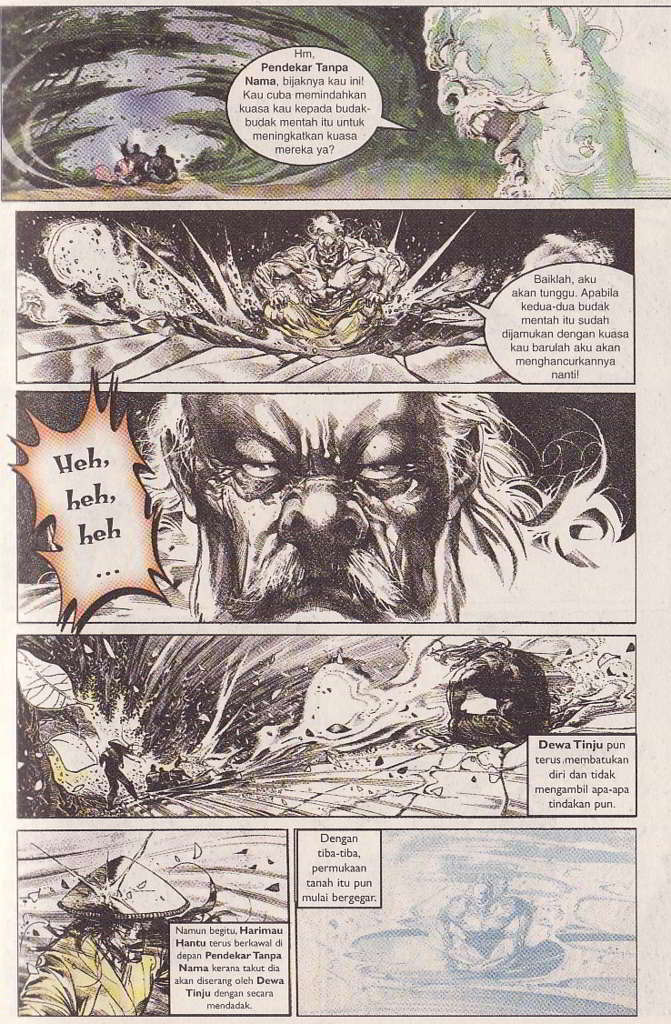 Hm,
Pendekar Tanpa
Nama, bijaknya kau ini!
Kau cuba memindahkan
kuasa kau kepada budak-
budak mentah itu untuk
meningkatkan kuasa
mereka ya?
Baiklah, aku
akan tunggu. Apabila
kedua-dua budak
mentah itu sudah
dijamukan dengan kuasa
kau barulah aku akan
menghancurkannya
nanti!
Heh,
heh,
heh
...
Dewa Tinju pun
terus membatukan
diri dan tidak
mengambil apa-apa
tindakan pun.
Namun begitu, Harimau
Hantu terus berkawal di
depan Pendekar Tanpa
Nama kerana takut dia
akan diserang oleh Dewa
Tinju dengan secara
mendadak.
Dengan
tiba-tiba,
permukaan
tanah itu pun
mulai bergegar.